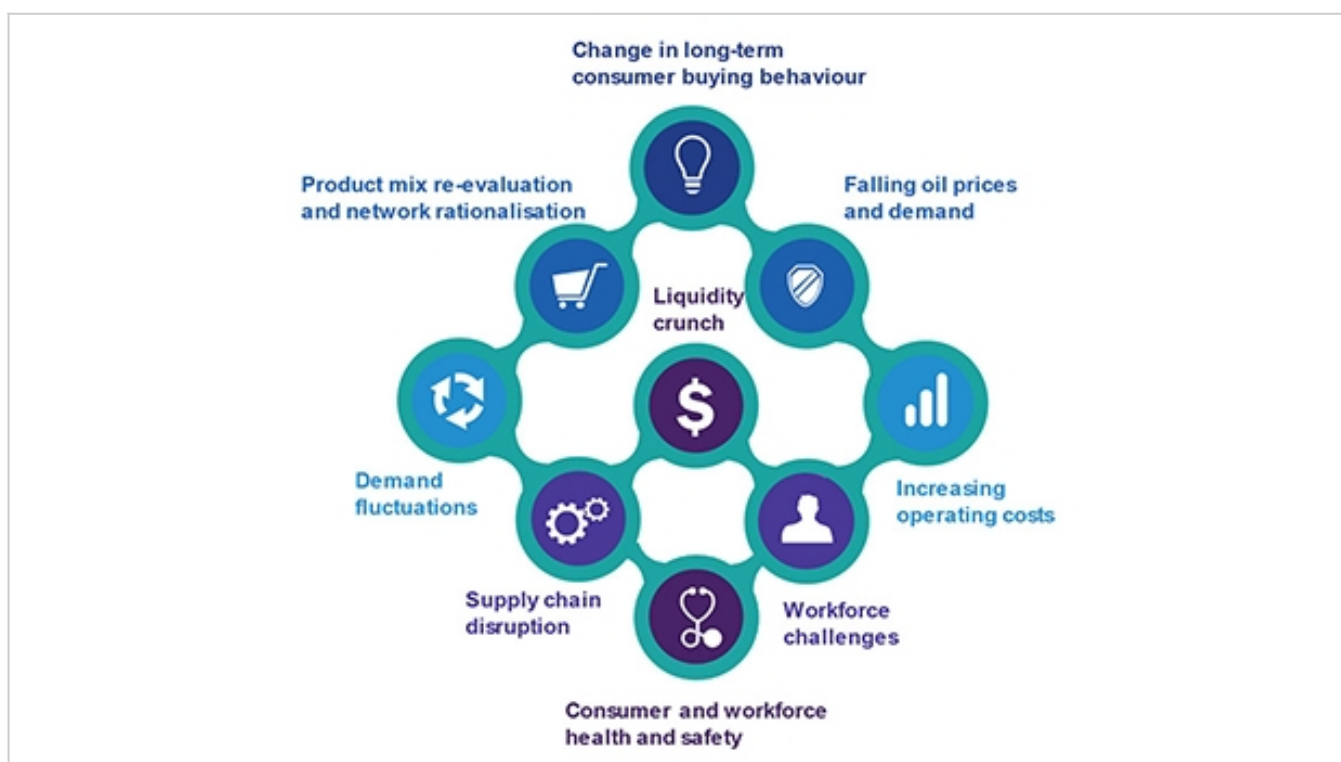 Change in long-term
consumer buying behaviour
Product mix re-evaluation
and network rationalisation
Falling oil prices
and demand
Liquidity
crunch
$
Demand
fluctuations
Increasing
operating costs
Supply chain
disruption
Workforce
challenges
Consumer and workforce
health and safety